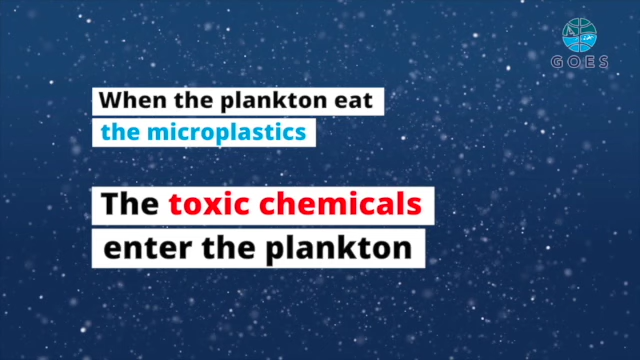 GOES
When the plankton eat
the microplastics
The toxic chemicals
enter the plankton